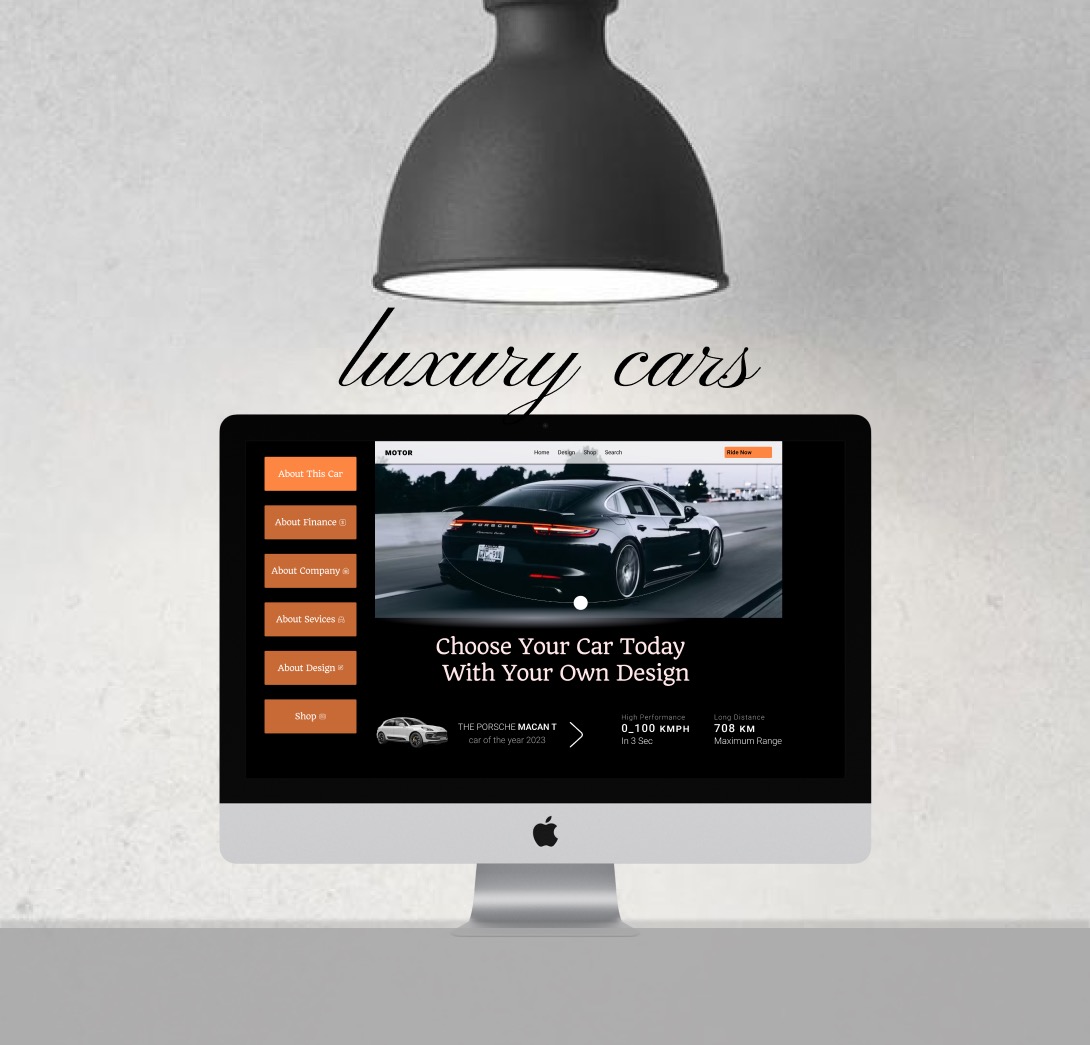 luxury cars
MOTOR
Home Design Shop Search
Ride Now
About This Car
About Finance
About Company
About Sevices
About Design
Shop
PORSCHE
Choose Your Car Today
With Your Own Design
THE PORSCHE MACAN T
car of the year 2023
High Performance
0_100 KMPH
In 3 Sec
Long Distance
708 KM
Maximum Range